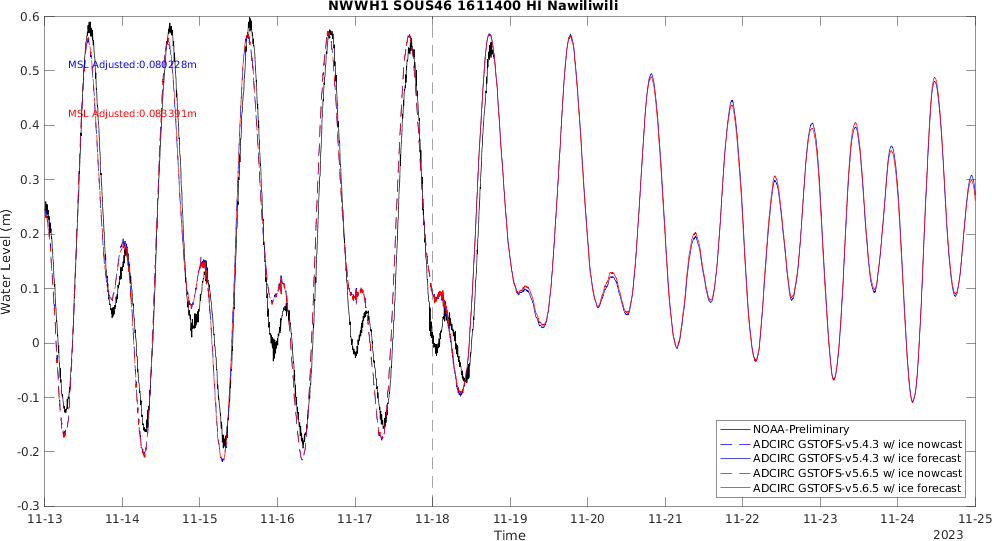 NWWH1 SOUS46 1611400 HI Nawiliwili
0.6
0.5
0.4
0.3
0.2
0.1
0
-0.1
-0.2
-0.3
Water Level (m)
MSL Adjusted:0.080228m
MSL Adjusted:0.083391m
NOAA-Preliminary
ADCIRC GSTOFS-v5.4.3 w/ ice nowcast
ADCIRC GSTOFS-v5.4.3 w/ ice forecast
ADCIRC GSTOFS-v5.6.5 w/ ice nowcast
ADCIRC GSTOFS-v5.6.5 w/ ice forecast
11-13 11-14 11-15 11-16 11-17 11-18 11-19 11-20 11-21 11-22 11-23 11-24 11-25
Time
2023